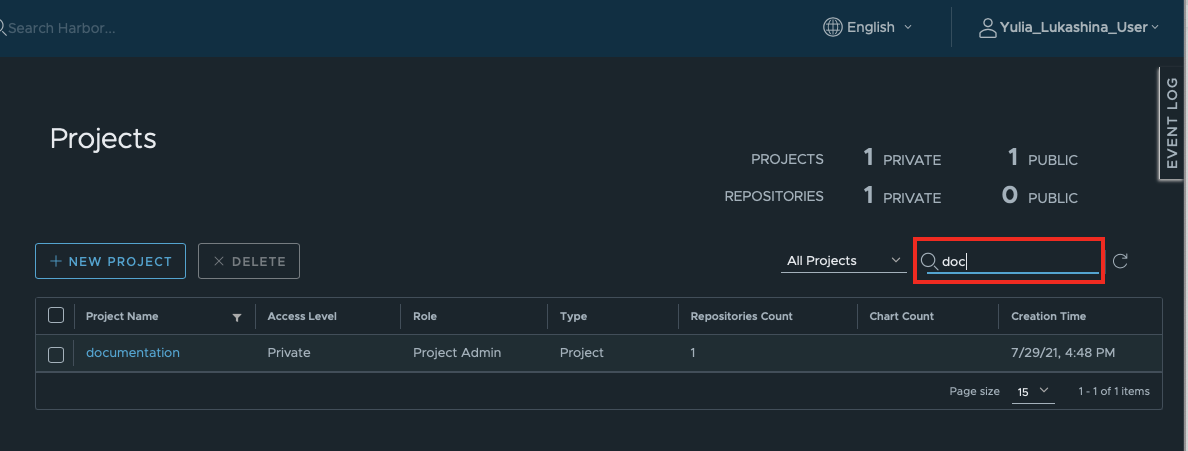 Search Harbor...
English
Yulia_Lukashina_User
EVENT LOG
Projects
PROJECTS 1 PRIVATE 1 PUBLIC
REPOSITORIES 1 PRIVATE 0 PUBLIC
+ NEW PROJECT × DELETE All Projects doc
Project Name Access Level Role Type Repositories Count Chart Count Creation Time
documentation Private Project Admin Project 1 7/29/21, 4:48 PM
Page size 15 1 - 1 of 1 items